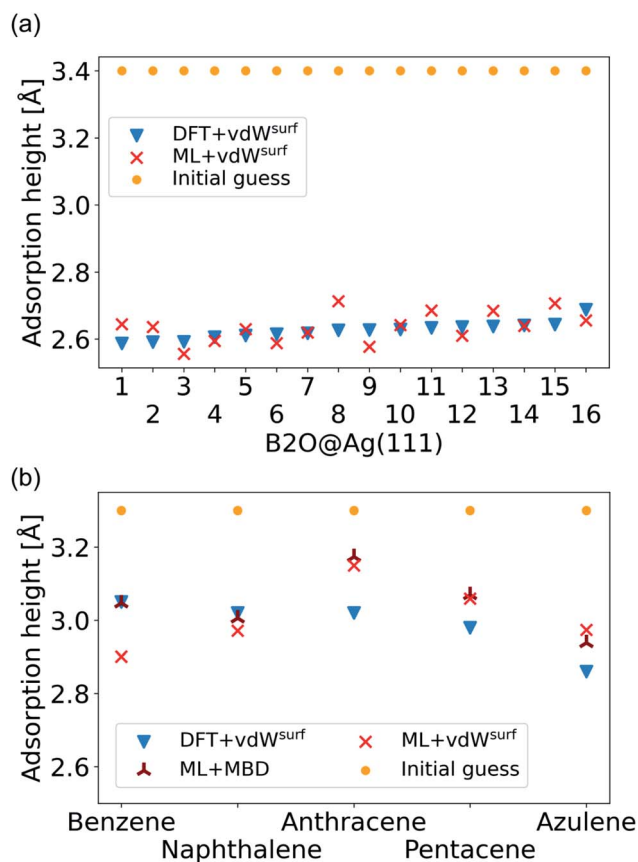 (a)
Adsorption height [Å]
3.4
3.2
3.0
2.8
2.6
DFT+vdWsurf
ML+vdWsurf
Initial guess
1 3 5 7 9 11 13 15
2 4 6 8 10 12 14 16
B2O@Ag(111)
(b)
Adsorption height [Å]
3.2
3.0
2.8
2.6
DFT+vdWsurf ML+vdWsurf
ML+MBD Initial guess
Benzene Anthracene Azulene
Naphthalene Pentacene